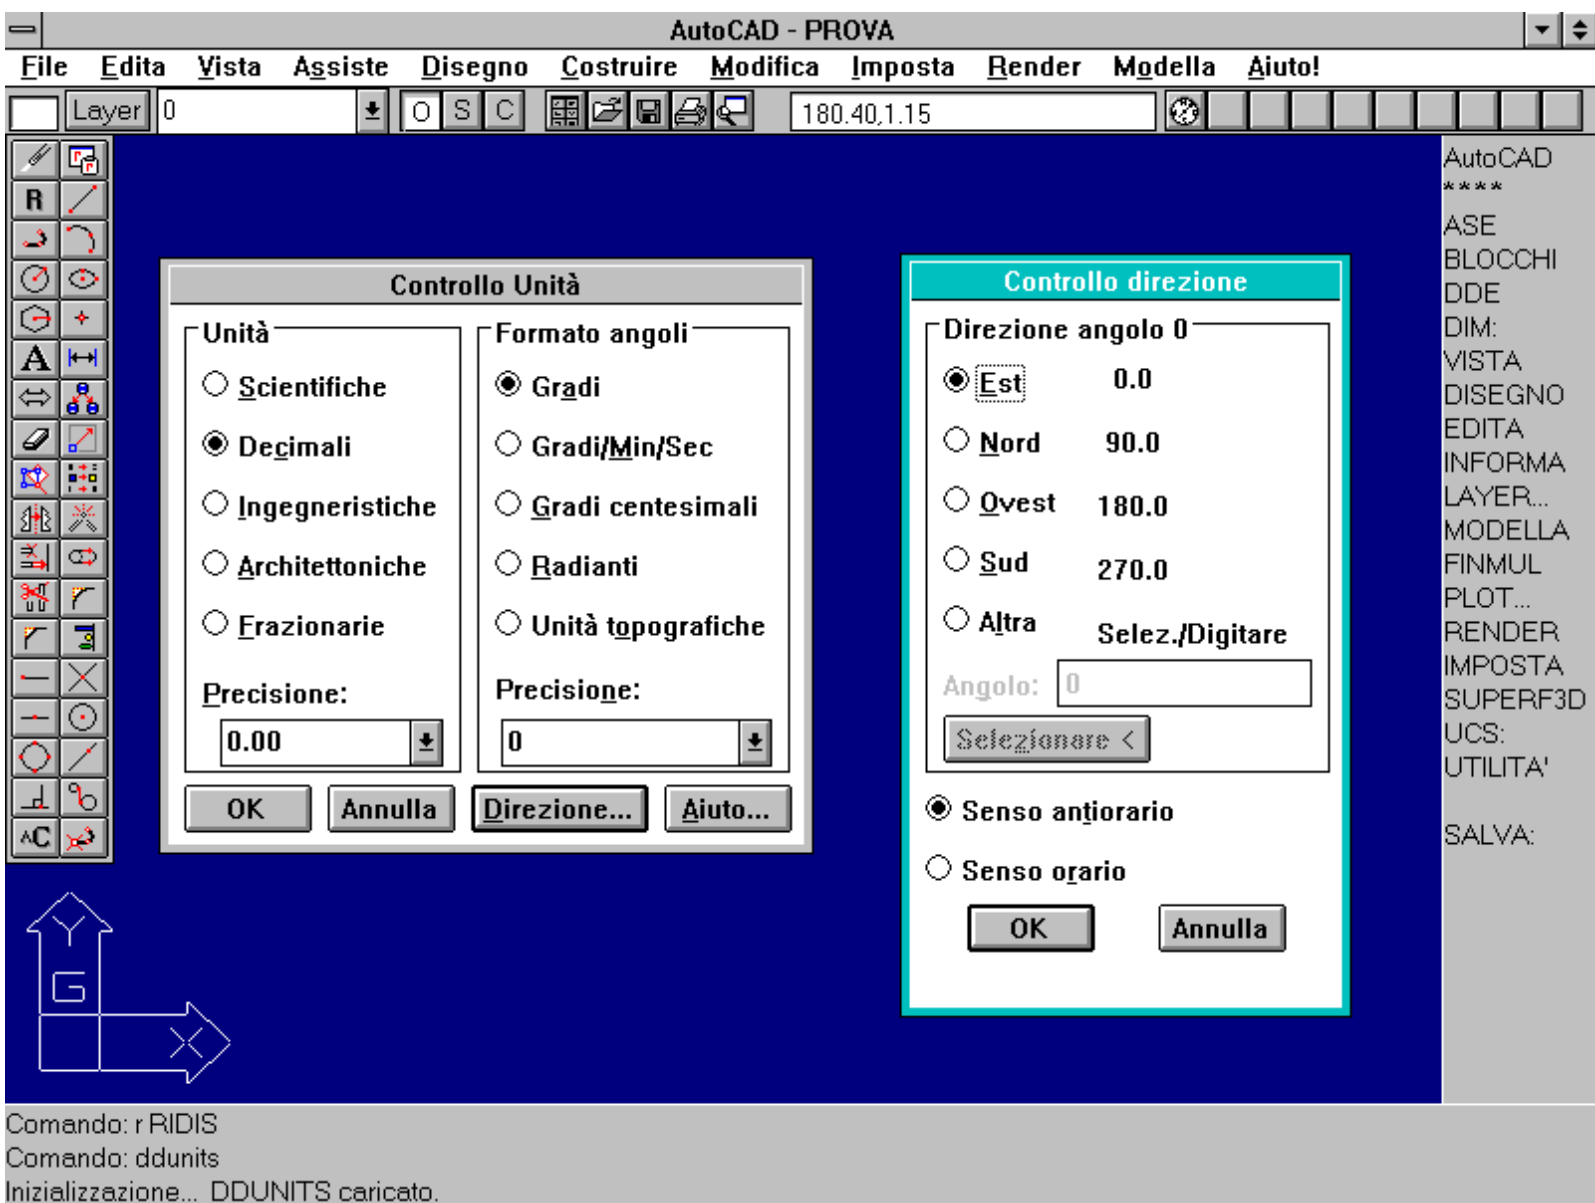 AutoCAD - PROVA
File Edita Vista Assiste Disegno Costruire Modifica Imposta Render Modella Aiuto!
Layer 0 O S C 180.40,1.15
R
A
AC
AutoCAD
* * * *
ASE
BLOCCHI
DDE
DIM:
VISTA
DISEGNO
EDITA
INFORMA
LAYER...
MODELLA
FINMUL
PLOT...
RENDER
IMPOSTA
SUPERF3D
UCS:
UTILITA'
SALVA:
Controllo Unità
Unità
Scientifiche
Decimali
Ingegneristiche
Architettoniche
Frazionarie
Precisione:
0.00
Formato angoli
Gradi
Gradi/Min/Sec
Gradi centesimali
Radianti
Unità topografiche
Precisione:
0
OK Annulla Direzione... Aiuto...
Controllo direzione
Direzione angolo 0
Est 0.0
Nord 90.0
Ovest 180.0
Sud 270.0
Altra Selez./Digitare
Angolo: 0
Selezionare <
Senso antiorario
Senso orario
OK Annulla
Y
G
X
Comando: r RIDIS
Comando: ddunits
Inizializzazione... DDUNITS caricato.